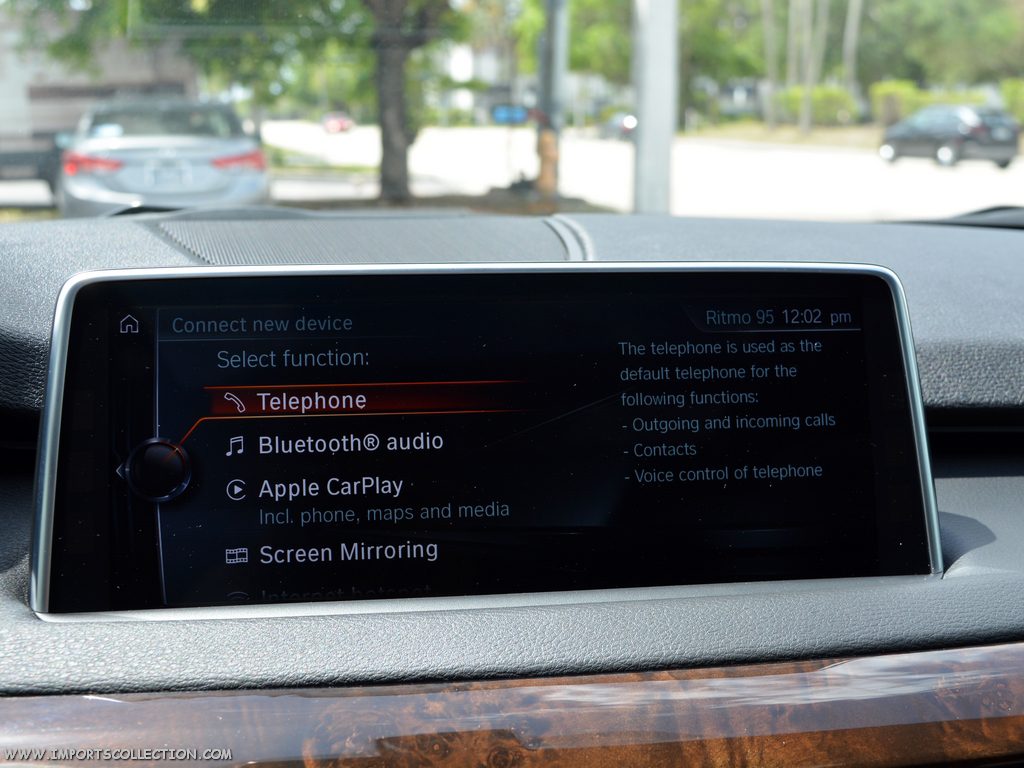 Connect new device
Ritmo 95 12:02 pm
Select function:
Telephone
Bluetooth® audio
Apple CarPlay
Incl. phone, maps and media
Screen Mirroring
Internet hotspot
The telephone is used as the
default telephone for the
following functions:
- Outgoing and incoming calls
- Contacts
- Voice control of telephone
WWW.IMPORTSCOLLECTION.COM